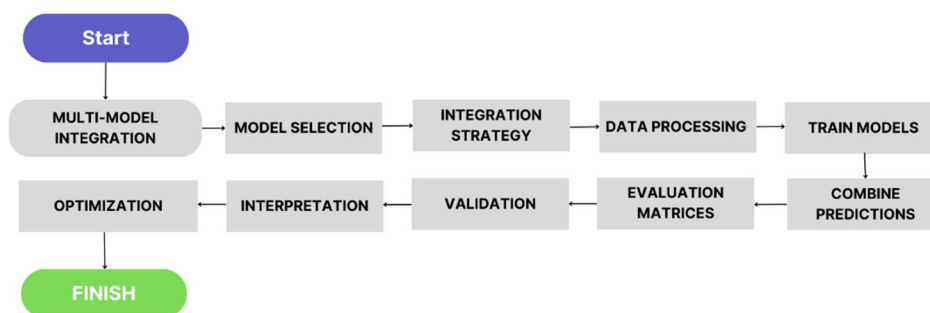 Start
MULTI-MODEL
INTEGRATION
MODEL SELECTION
INTEGRATION
STRATEGY
DATA PROCESSING
TRAIN MODELS
COMBINE
PREDICTIONS
EVALUATION
MATRICES
VALIDATION
INTERPRETATION
OPTIMIZATION
FINISH